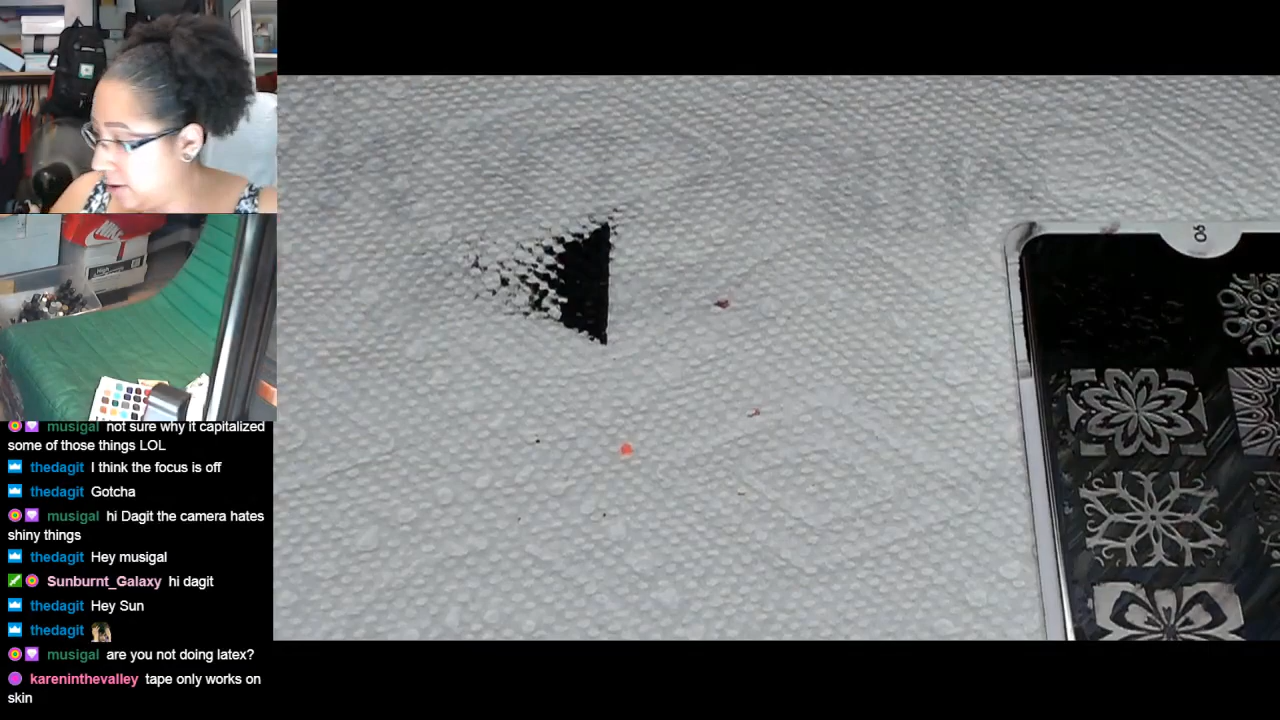 musigal not sure why it capitalized
some of those things LOL
thedagit I think the focus is off
thedagit Gotcha
musigal hi Dagit the camera hates
shiny things
thedagit Hey musigal
Sunburnt_Galaxy hi dagit
thedagit Hey Sun
thedagit
musigal are you not doing latex?
kareninthevalley tape only works on
skin
06